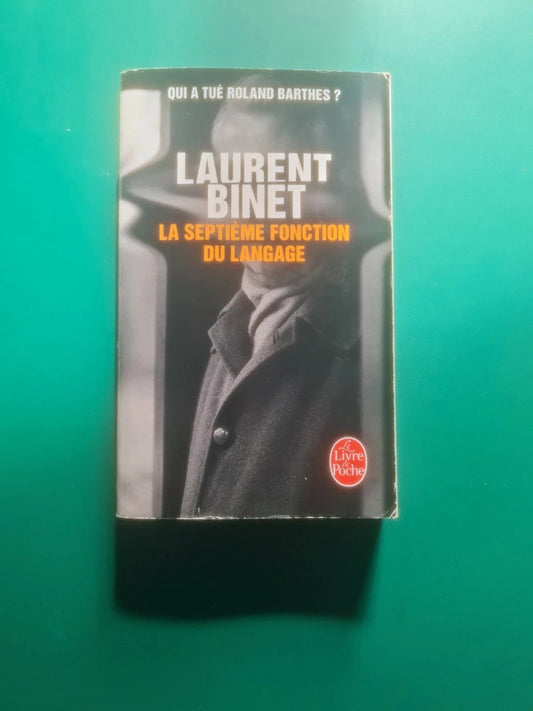 QUI A TUÉ ROLAND BARTHES ?
LAURENT
BINET
LA SEPTIÈME FONCTION
DU LANGAGE
Le
Livre
de
Poche